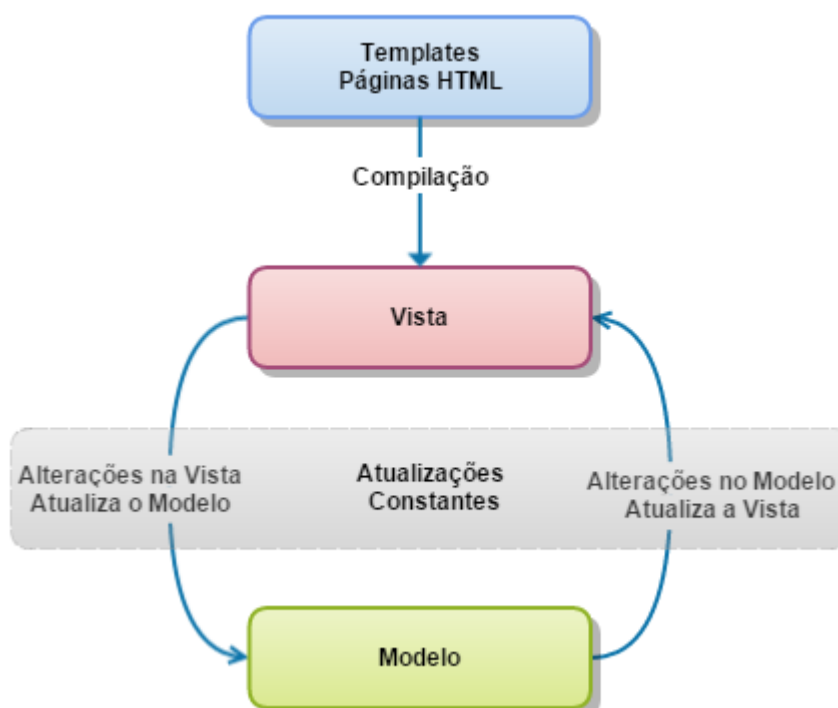 Templates
Páginas HTML
Compilação
Vista
Alterações na Vista
Atualiza o Modelo
Atualizações
Constantes
Alterações no Modelo
Atualiza a Vista
Modelo